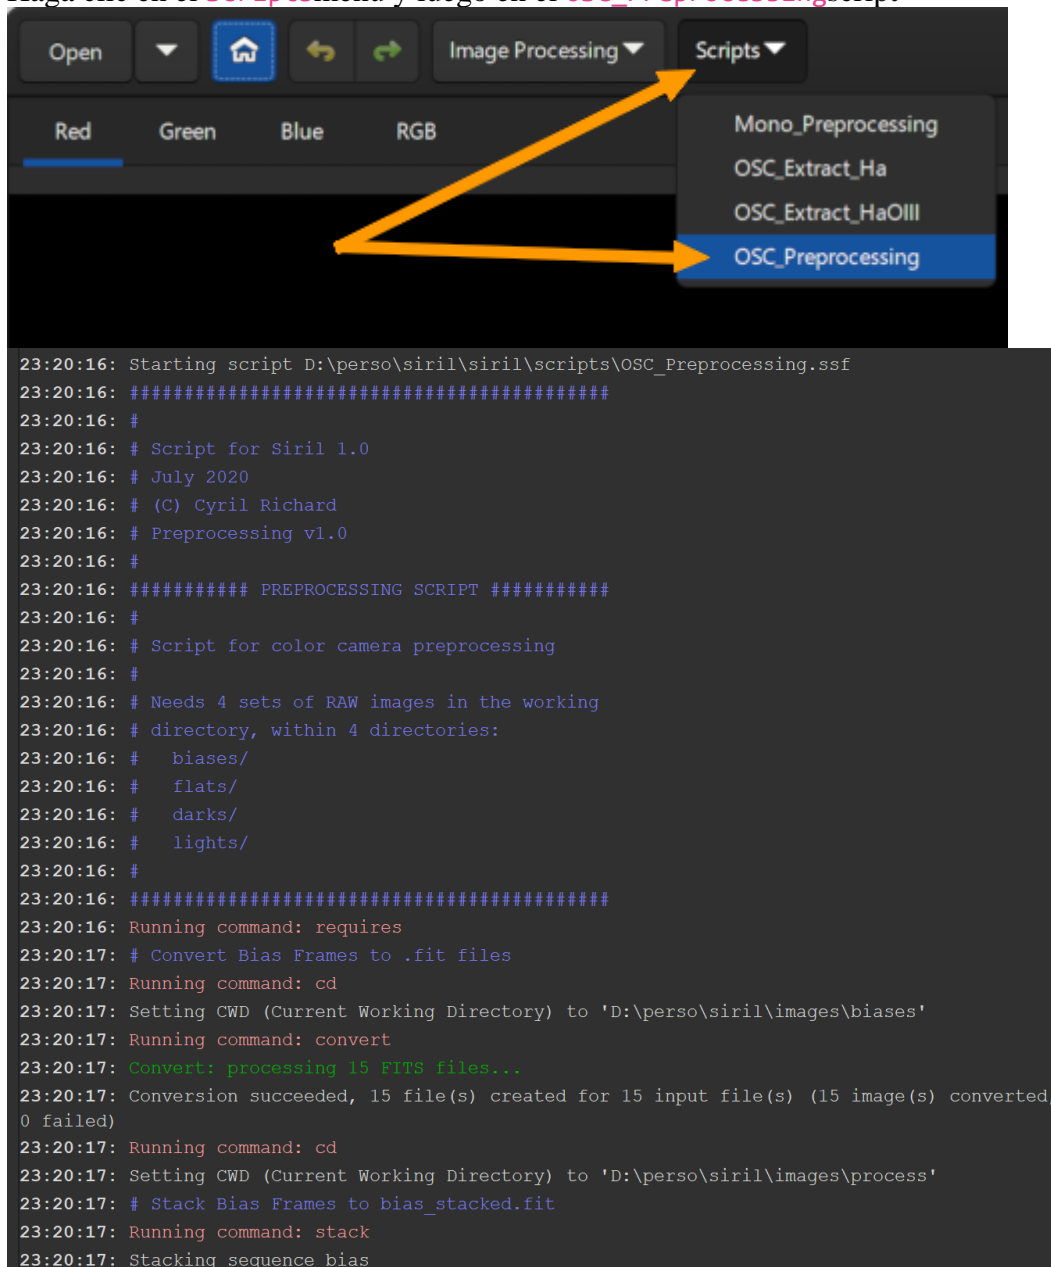 Haga clic en el Scripts menú y luego en el OSC_Preprocessing script
Open Image Processing Scripts
Red Green Blue RGB
Mono_Preprocessing
OSC_Extract_Ha
OSC_Extract_HaOIII
OSC_Preprocessing
23:20:16: Starting script D:\perso\siril\siril\scripts\OSC_Preprocessing.ssf
23:20:16: ############################################
23:20:16: #
23:20:16: # Script for Siril 1.0
23:20:16: # July 2020
23:20:16: # (C) Cyril Richard
23:20:16: # Preprocessing v1.0
23:20:16: #
23:20:16: ########### PREPROCESSING SCRIPT ###########
23:20:16: #
23:20:16: # Script for color camera preprocessing
23:20:16: #
23:20:16: # Needs 4 sets of RAW images in the working
23:20:16: # directory, within 4 directories:
23:20:16: #   biases/
23:20:16: #   flats/
23:20:16: #   darks/
23:20:16: #   lights/
23:20:16: #
23:20:16: ############################################
23:20:16: Running command: requires
23:20:17: # Convert Bias Frames to .fit files
23:20:17: Running command: cd
23:20:17: Setting CWD (Current Working Directory) to 'D:\perso\siril\images\biases'
23:20:17: Running command: convert
23:20:17: Convert: processing 15 FITS files...
23:20:17: Conversion succeeded, 15 file(s) created for 15 input file(s) (15 image(s) converted,
0 failed)
23:20:17: Running command: cd
23:20:17: Setting CWD (Current Working Directory) to 'D:\perso\siril\images\process'
23:20:17: # Stack Bias Frames to bias_stacked.fit
23:20:17: Running command: stack
23:20:17: Stacking sequence bias